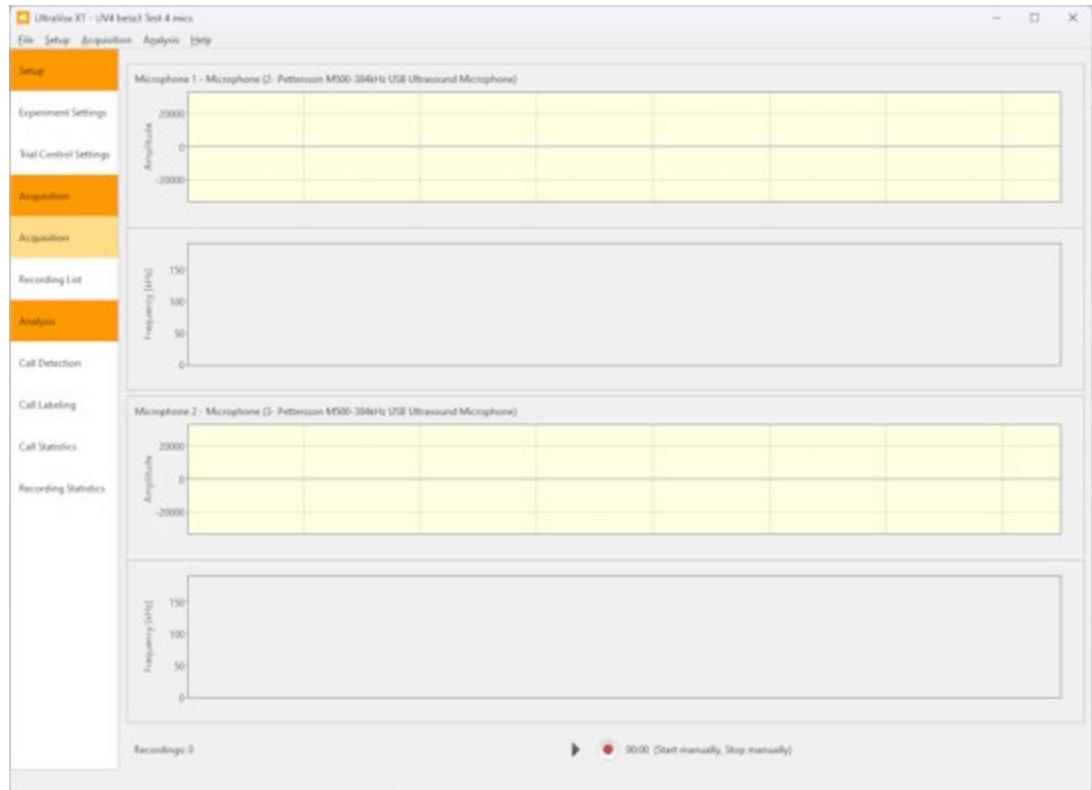 UltraVox XT - UV4 beta3 Test 4 mics
File Setup Acquisition Analysis Help
Setup
Experiment Settings
Trial Control Settings
Acquisition
Acquisition
Recording List
Analysis
Call Detection
Call Labeling
Call Statistics
Recording Statistics
Microphone 1 - Microphone (2- Pettersson M500-384kHz USB Ultrasound Microphone)
Amplitude
20000
0
-20000
Frequency [kHz]
150
100
50
0
Microphone 2 - Microphone (3- Pettersson M500-384kHz USB Ultrasound Microphone)
Amplitude
20000
0
-20000
Frequency [kHz]
150
100
50
0
Recordings: 0
00:00 (Start manually, Stop manually)